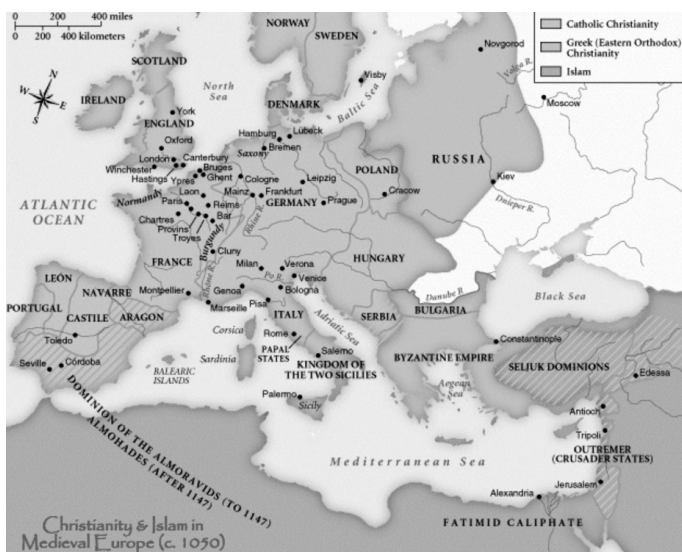 0 200 400 miles
0 200 400 kilometers
Catholic Christianity
Greek (Eastern Orthodox)
Christianity
Islam
N
W
E
S
NORWAY
SWEDEN
SCOTLAND
IRELAND
North
Sea
Visby
Novgorod
Volga R.
Moscow
DENMARK
Baltic Sea
York
ENGLAND
Oxford
London
Canterbury
Winchester
Hastings
Bruges
Ypres
Ghent
Hamburg
Lübeck
Bremen
Saxony
Cologne
Leipzig
POLAND
RUSSIA
Kiev
Dnieper R.
Laon
Mainz
Frankfurt
GERMANY
Prague
Cracow
Normandy
Paris
Reims
Rhine R.
Chartres
Bar
Provins
Troyes
Burgundy
ATLANTIC
OCEAN
Cluny
FRANCE
Rhône R.
Milan
Verona
Po R.
Venice
HUNGARY
Genoa
Bologna
Montpellier
Marseille
Pisa
LEÓN
NAVARRE
PORTUGAL
CASTILE
ARAGON
Toledo
Seville
Córdoba
Corsica
Sardinia
BALEARIC
ISLANDS
ITALY
Adriatic Sea
Rome
PAPAL
STATES
Salerno
KINGDOM OF
THE TWO SICILIES
Palermo
Sicily
SERBIA
Danube R.
BULGARIA
Black Sea
Constantinople
BYZANTINE EMPIRE
Aegean
Sea
SELJUK DOMINIONS
Edessa
Antioch
Tripoli
OUTREMER
(CRUSADER STATES)
Jerusalem
Mediterranean Sea
Alexandria
FATIMID CALIPHATE
DOMINION OF THE ALMORAVIDS (TO 1147)
ALMOHADES (AFTER 1147)
Christianity & Islam in
Medieval Europe (c. 1050)